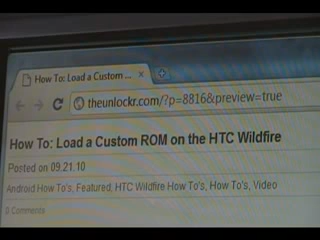 How To: Load a Custom ...
theunlockr.com/?p=8816&preview=true
How To: Load a Custom ROM on the HTC Wildfire
Posted on 09.21.10
Android How To's, Featured, HTC Wildfire How To's, How To's, Video
0 Comments